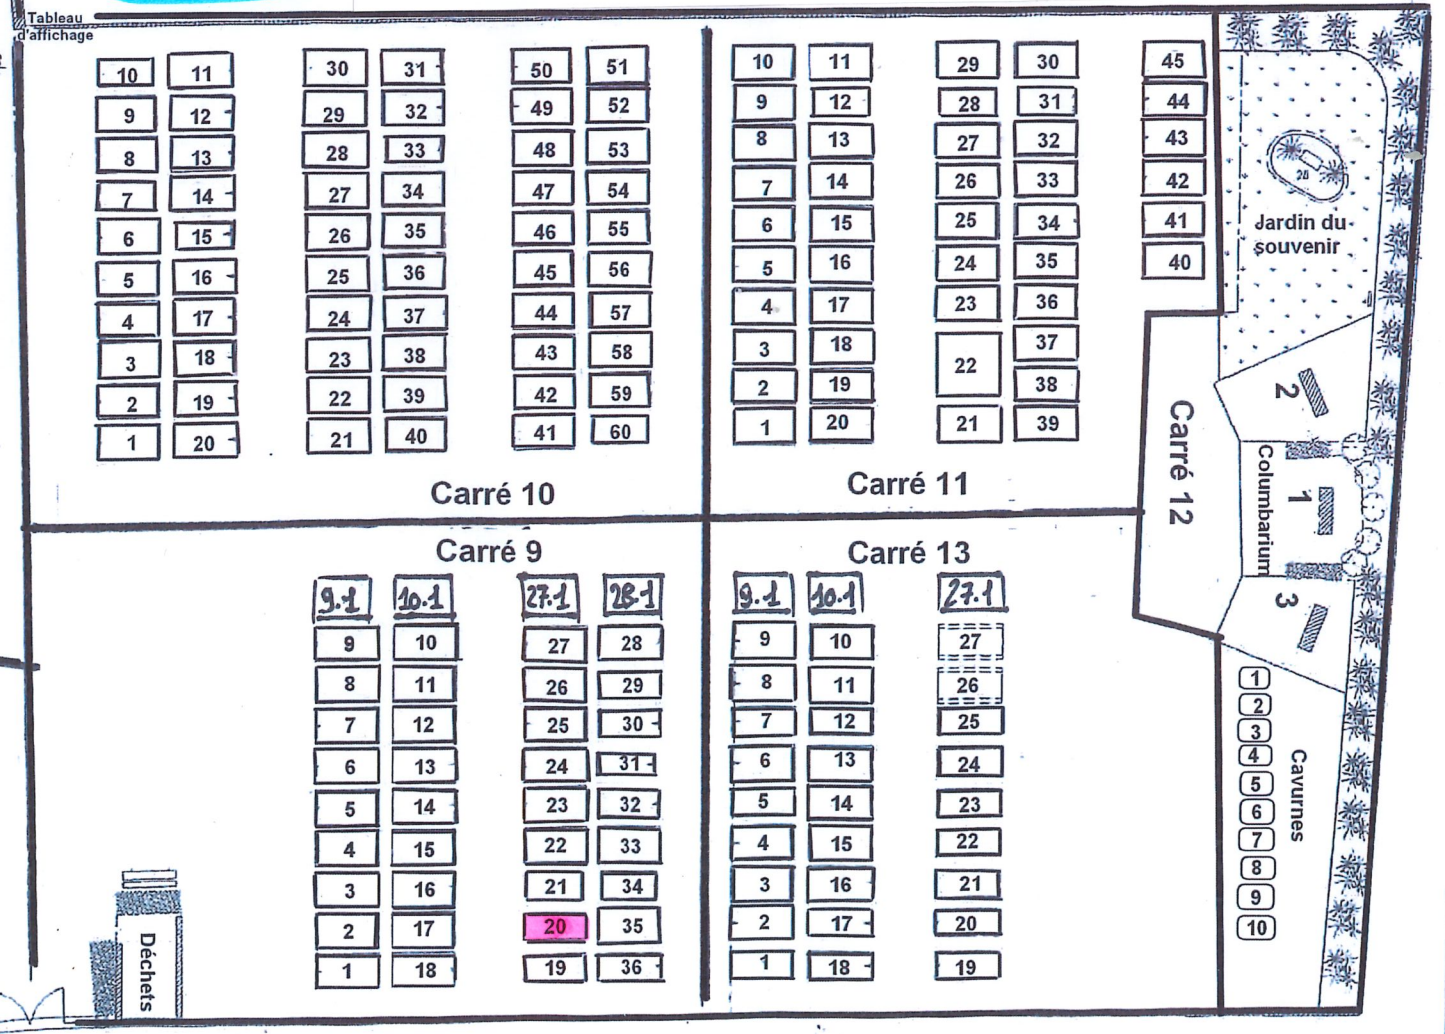 Tableau
d'affichage
10 11 30 31 50 51
9 12 29 32 49 52
8 13 28 33 48 53
7 14 27 34 47 54
6 15 26 35 46 55
5 16 25 36 45 56
4 17 24 37 44 57
3 18 23 38 43 58
2 19 22 39 42 59
1 20 21 40 41 60
Carré 10
10 11 29 30 45
9 12 28 31 44
8 13 27 32 43
7 14 26 33 42
6 15 25 34 41
5 16 24 35 40
4 17 23 36
3 18 22 37
2 19 38
1 20 21 39
Carré 11
Jardin du
souvenir
Carré 12
2
1
Columbarium
3
Carré 9
9.1 10.1 27.1 28.1
9 10 27 28
8 11 26 29
7 12 25 30
6 13 24 31
5 14 23 32
4 15 22 33
3 16 21 34
2 17 20 35
1 18 19 36
Déchets
Carré 13
9.1 10.1 27.1
9 10 27
8 11 26
7 12 25
6 13 24
5 14 23
4 15 22
3 16 21
2 17 20
1 18 19
1
2
3
4
5
6
7
8
9
10
Cavurnes